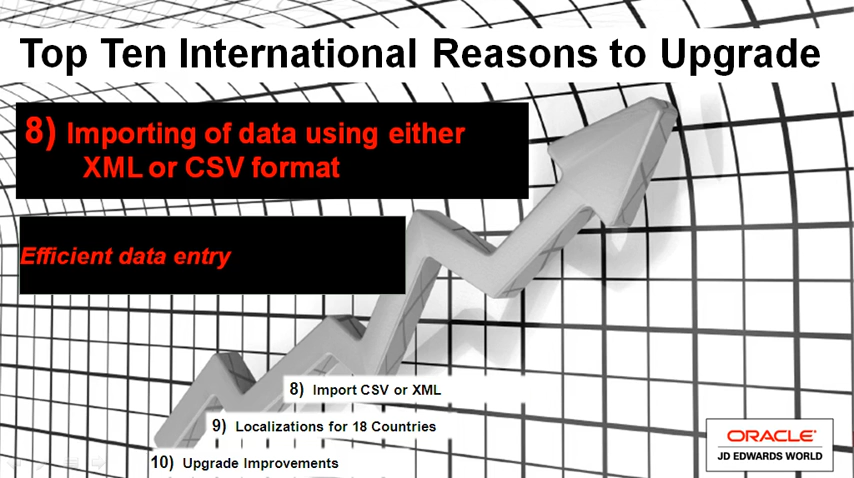 Top Ten International Reasons to Upgrade
8) Importing of data using either
XML or CSV format
Efficient data entry
8) Import CSV or XML
9) Localizations for 18 Countries
10) Upgrade Improvements
ORACLE®
JD EDWARDS WORLD